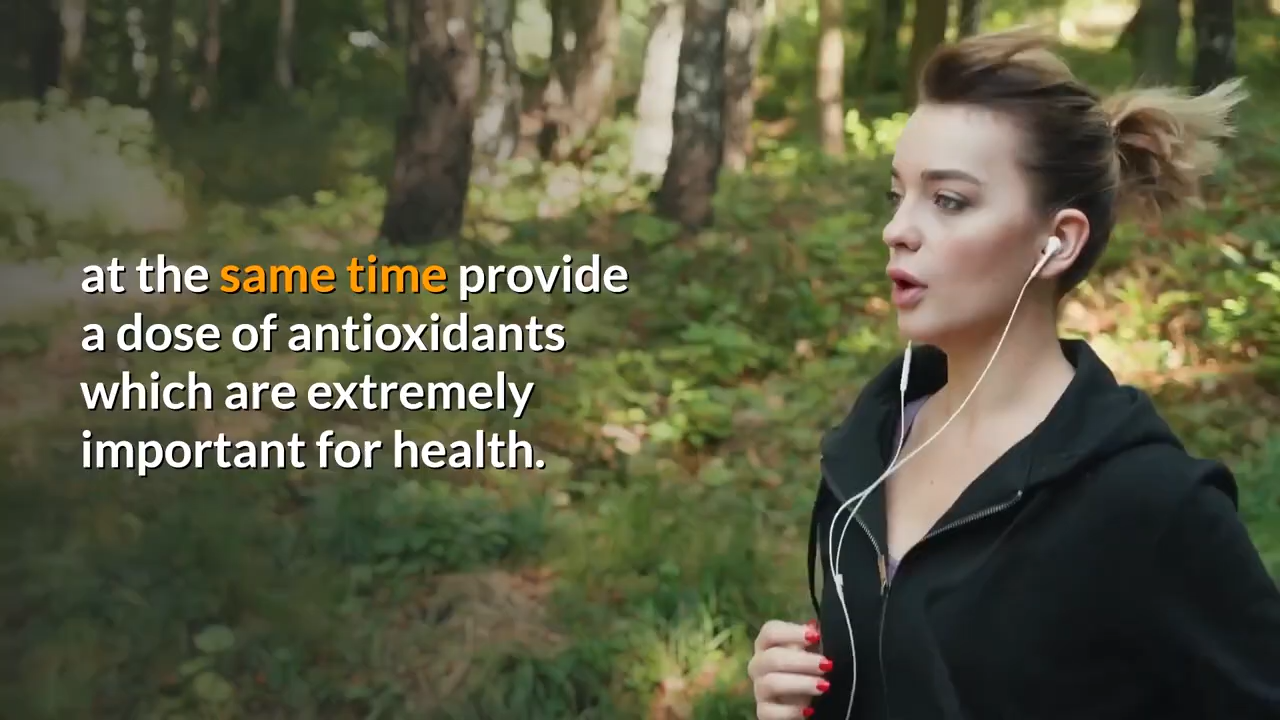 at the same time provide
a dose of antioxidants
which are extremely
important for health.